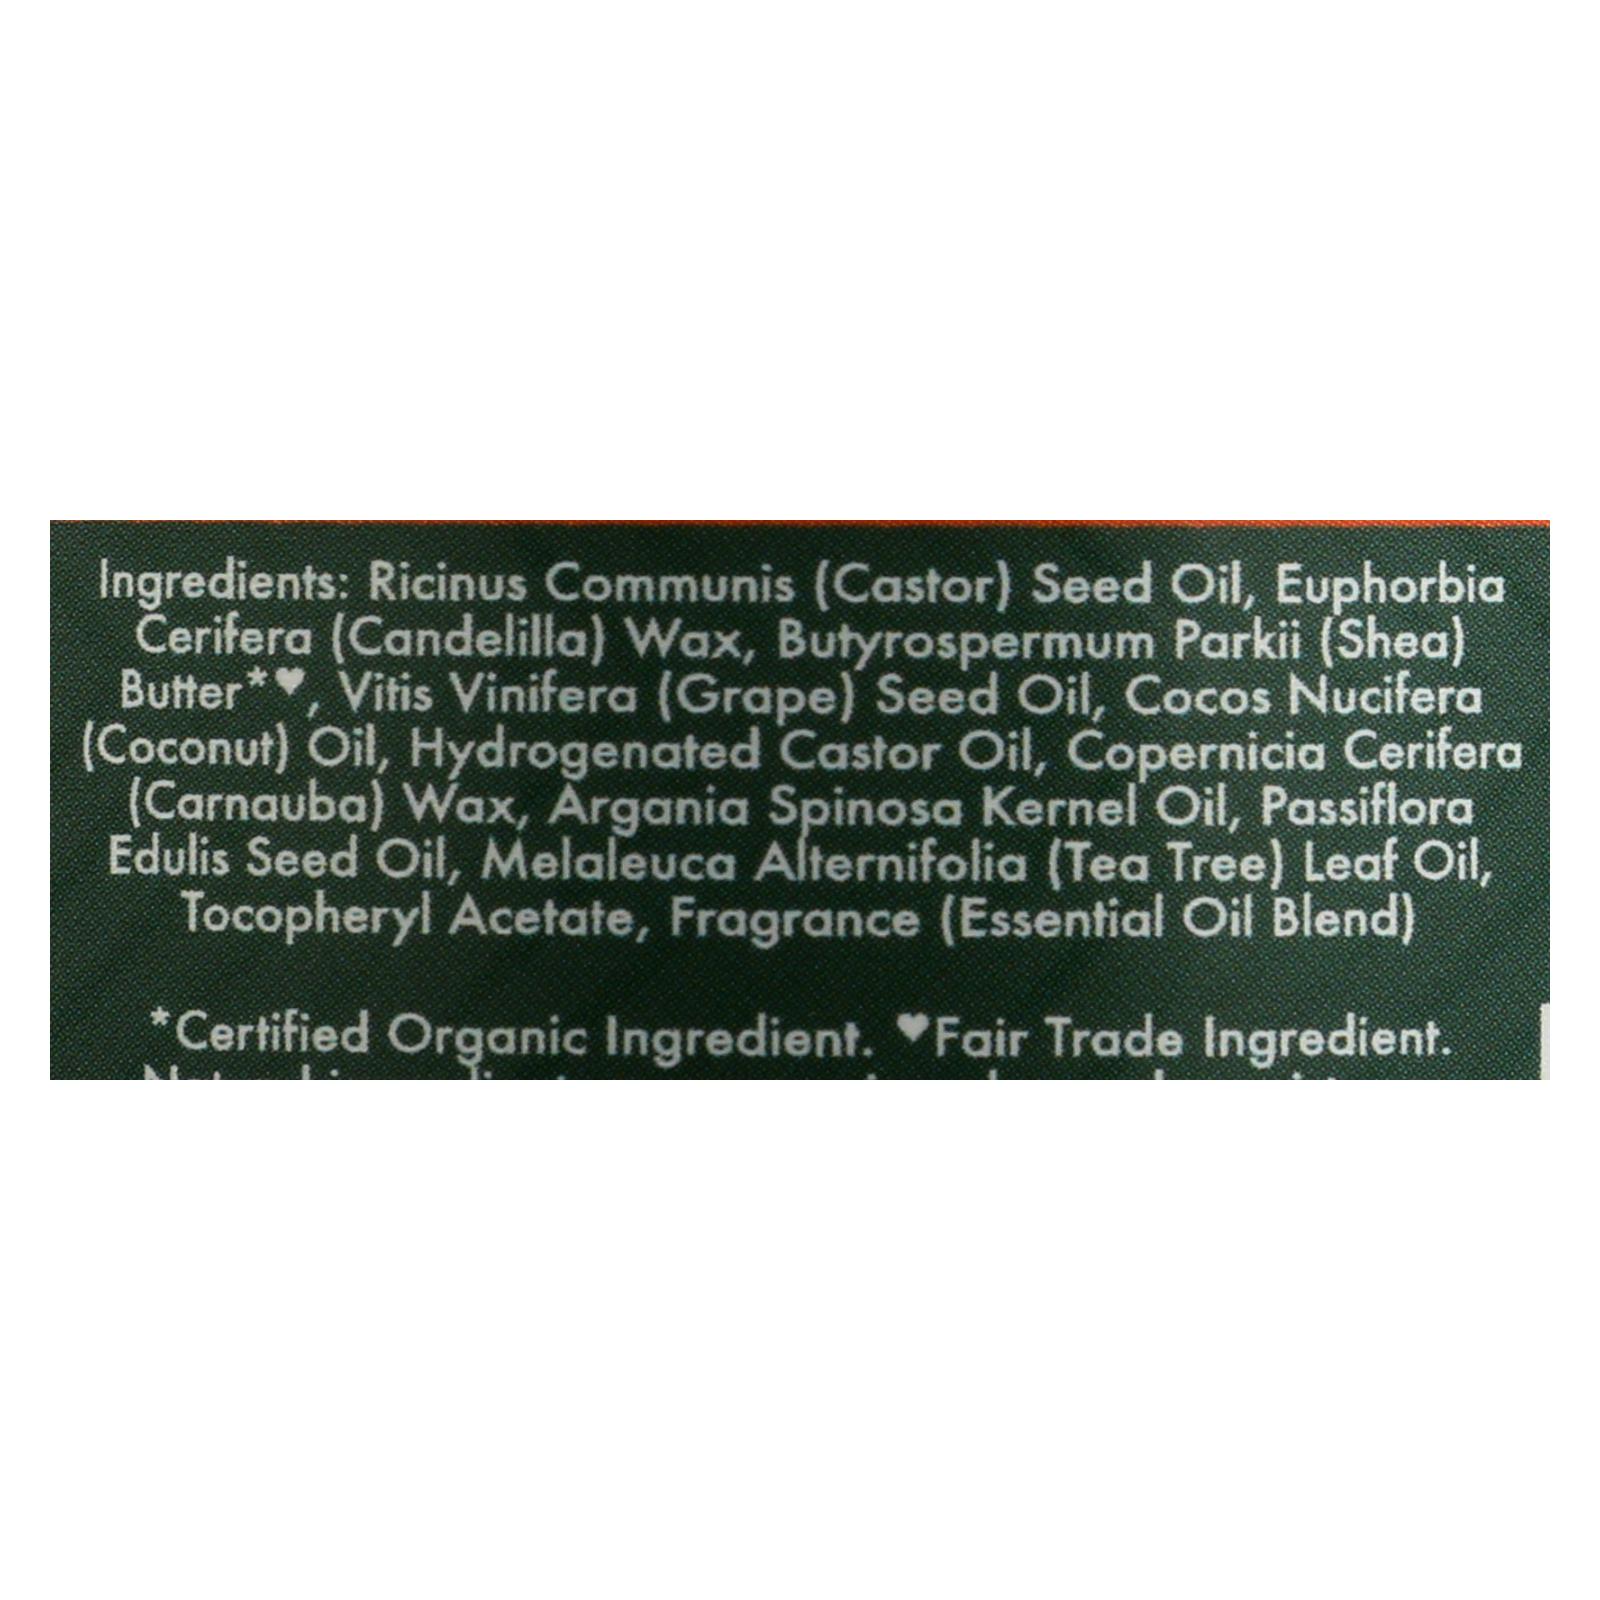 Ingredients: Ricinus Communis (Castor) Seed Oil, Euphorbia
Cerifera (Candelilla) Wax, Butyrospermum Parkii (Shea)
Butter*♥, Vitis Vinifera (Grape) Seed Oil, Cocos Nucifera
(Coconut) Oil, Hydrogenated Castor Oil, Copernicia Cerifera
(Carnauba) Wax, Argania Spinosa Kernel Oil, Passiflora
Edulis Seed Oil, Melaleuca Alternifolia (Tea Tree) Leaf Oil,
Tocopheryl Acetate, Fragrance (Essential Oil Blend)
*Certified Organic Ingredient. ♥Fair Trade Ingredient.